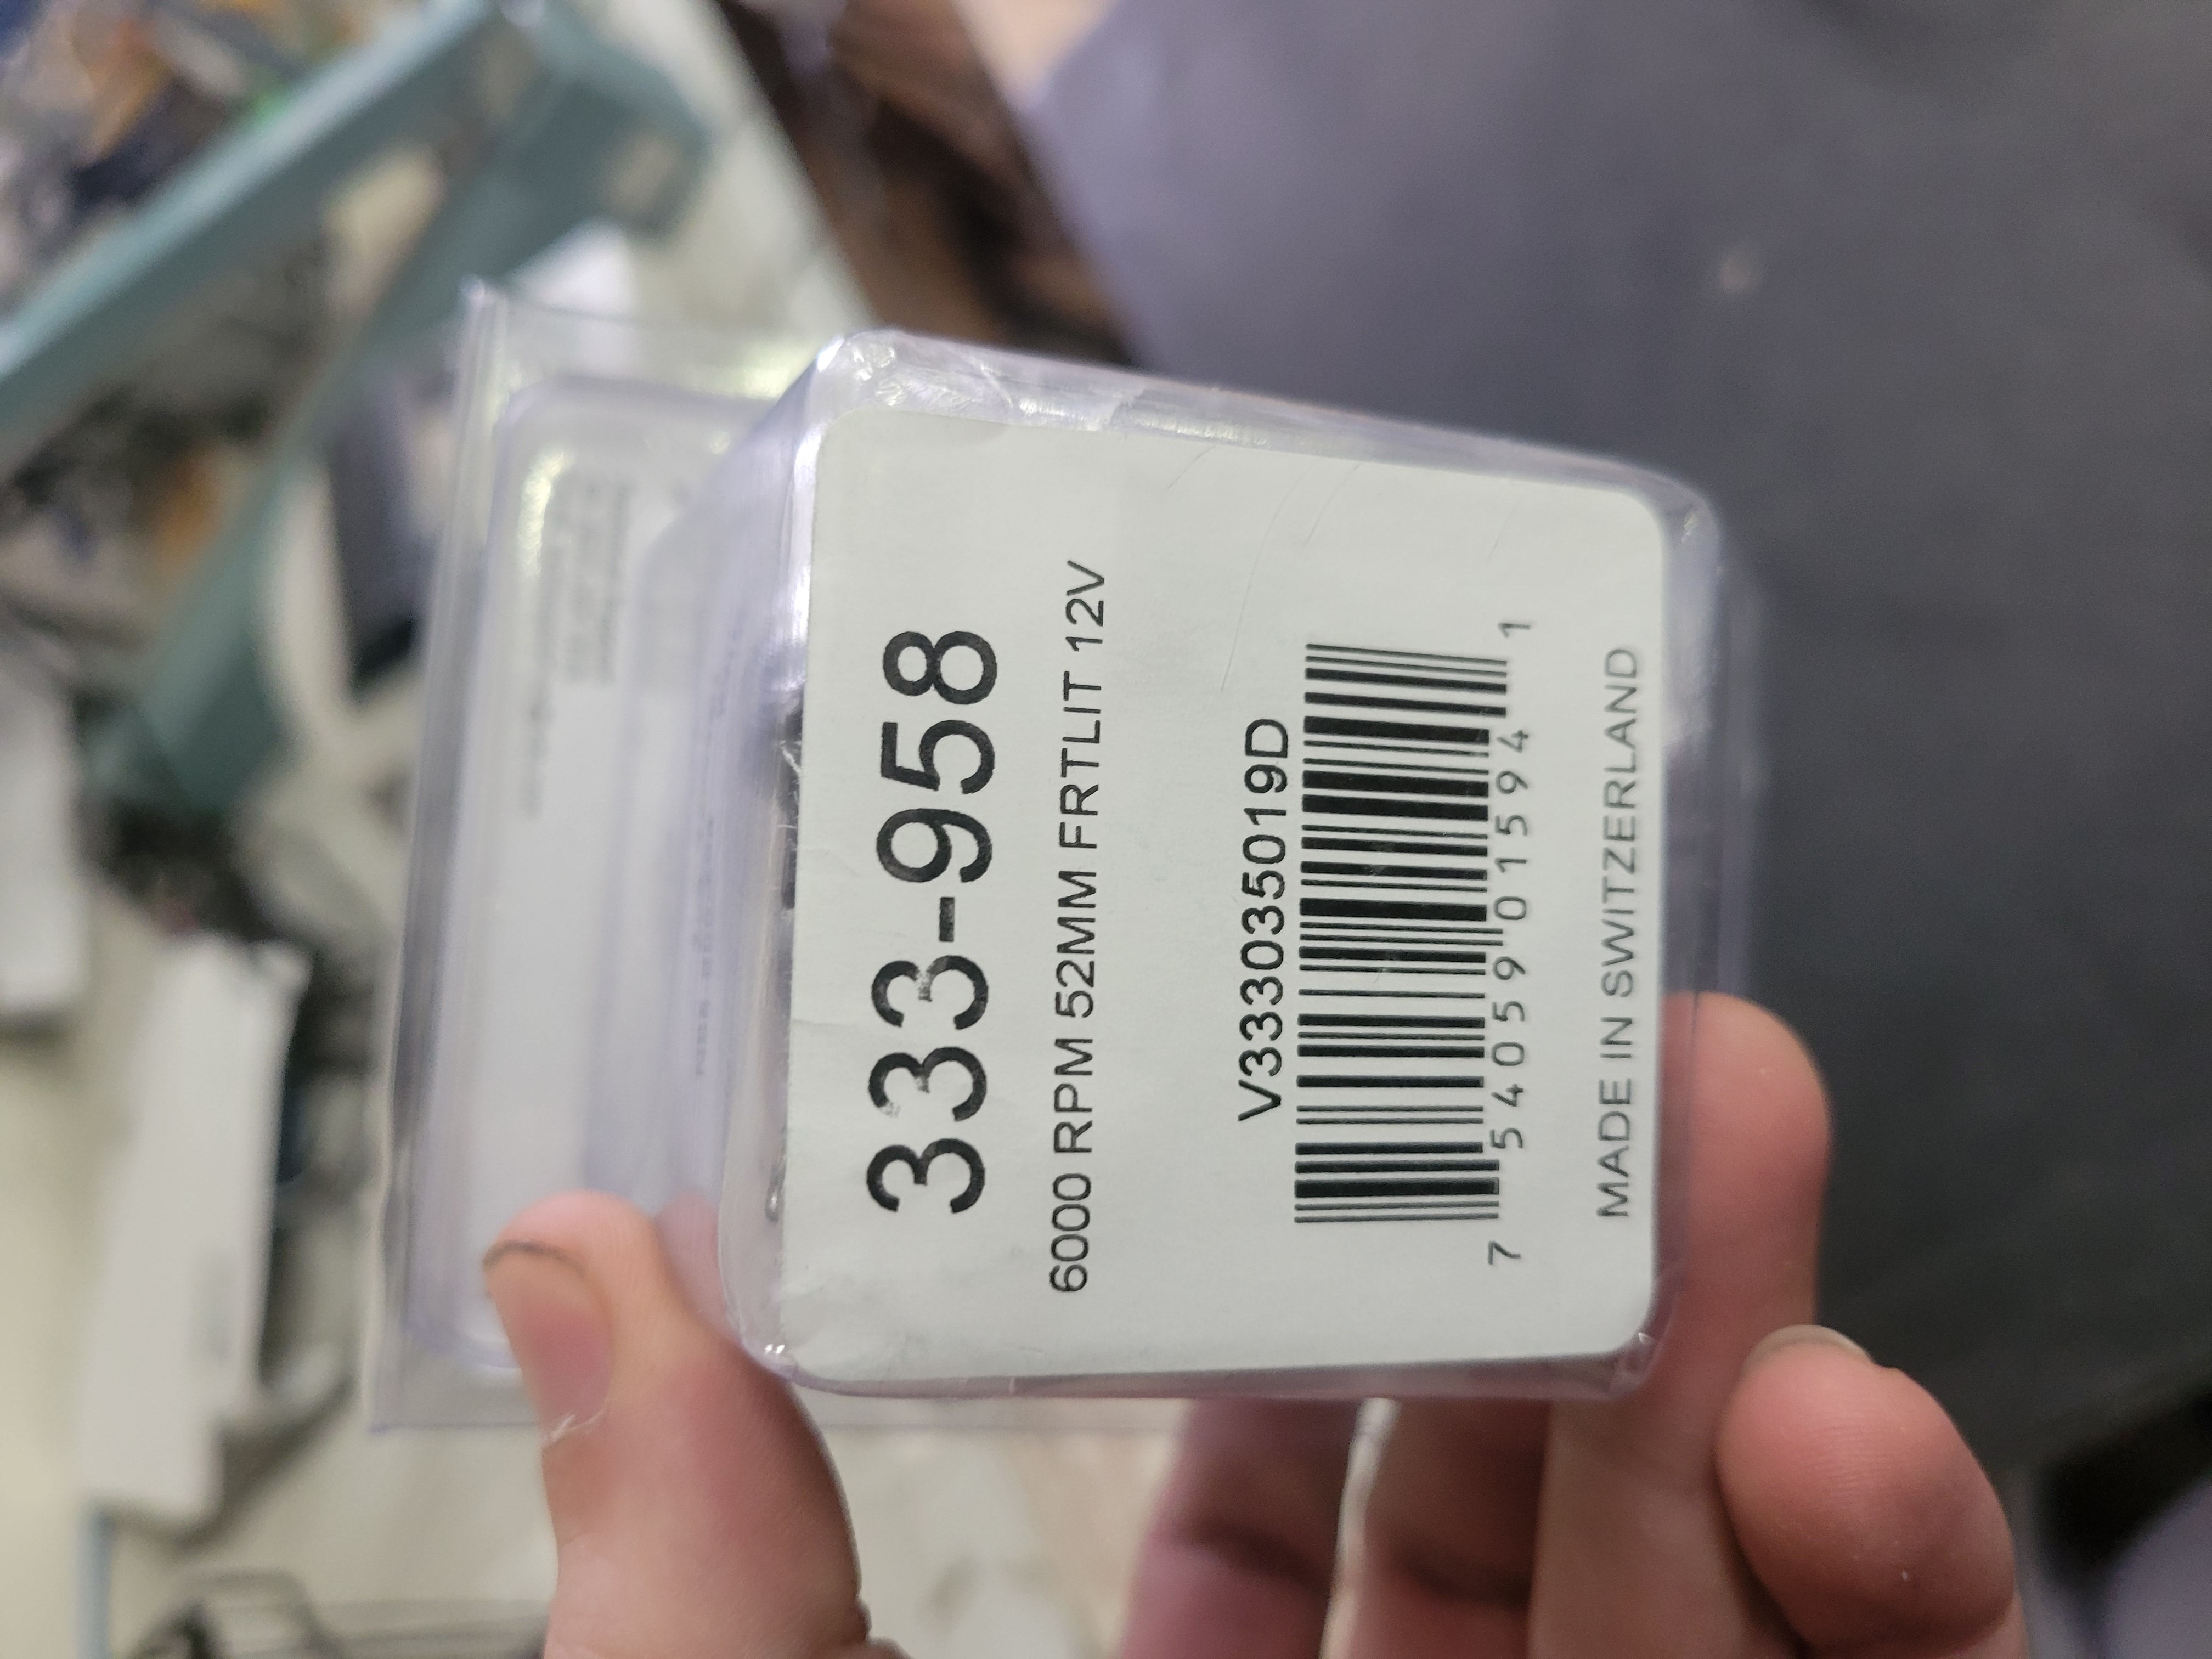 333-958
6000 RPM 52MM FRTLIT 12V
V333035019D
7 54059 01594 1
MADE IN SWITZERLAND